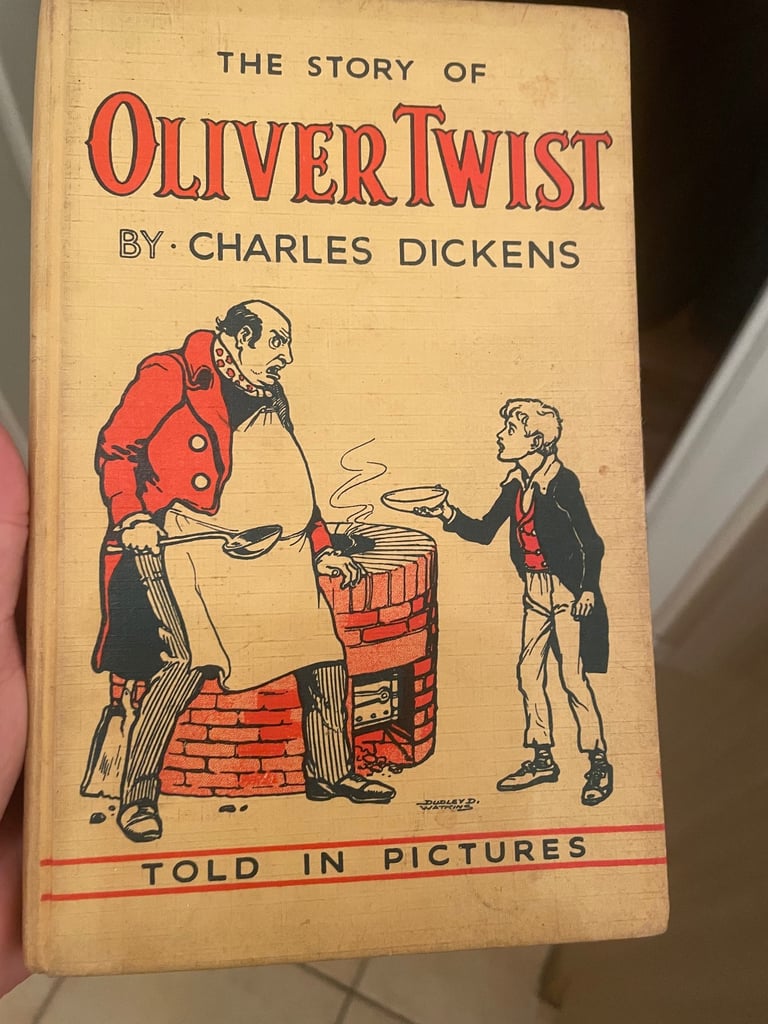 THE STORY OF
OLIVER TWIST
BY · CHARLES DICKENS
DUDLEY D.
WATKINS
TOLD IN PICTURES